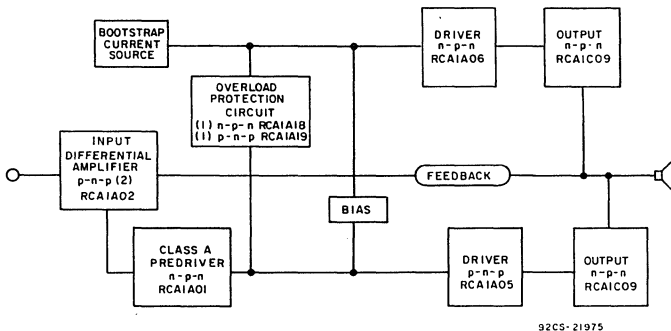 BOOTSTRAP
CURRENT
SOURCE
DRIVER
n-p-n
RCA1A06
OUTPUT
n-p-n
RCA1C09
OVERLOAD
PROTECTION
CIRCUIT
(1) n-p-n RCA1A18
(1) p-n-p RCA1A19
INPUT
DIFFERENTIAL
AMPLIFIER
p-n-p (2)
RCA1A02
FEEDBACK
BIAS
CLASS A
PREDRIVER
n-p-n
RCA1A01
DRIVER
p-n-p
RCA1A05
OUTPUT
n-p-n
RCA1C09
92CS-21975